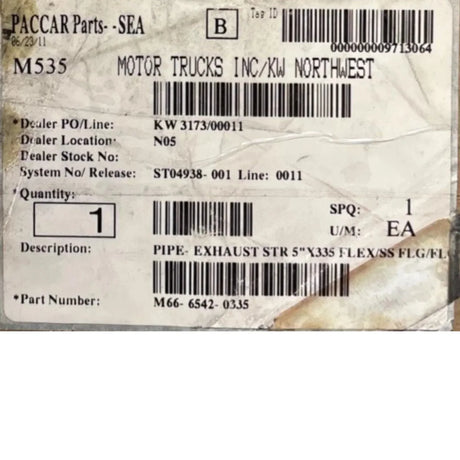 PACCAR Parts- -SEA B Tag ID
06/23/11 000000009713064
M535 MOTOR TRUCKS INC/KW NORTHWEST
*Dealer PO/Line: KW 3173/00011
Dealer Location: N05
Dealer Stock No:
System No/ Release: ST04938- 001 Line: 0011
*Quantity: 1 SPQ: 1
U/M: EA
Description: PIPE- EXHAUST STR 5"X335 FLEX/SS FLG/FL
*Part Number: M66- 6542- 0335